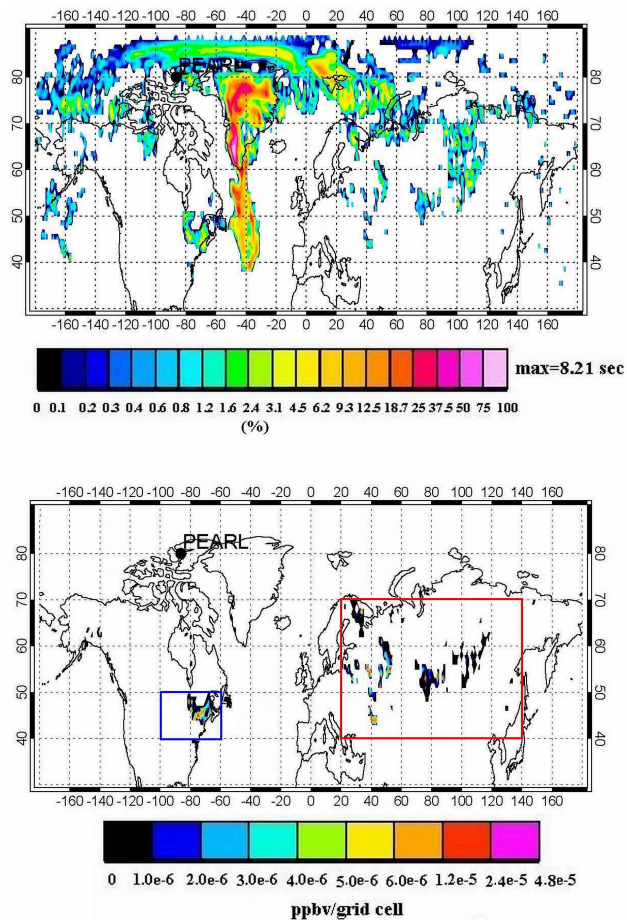 -160 -140 -120 -100 -80 -60 -40 -20 0 20 40 60 80 100 120 140 160
80 80
PEARL
70 70
60 60
50 50
40 40
-160 -140 -120 -100 -80 -60 -40 -20 0 20 40 60 80 100 120 140 160
max=8.21 sec
0 0.1 0.2 0.3 0.4 0.6 0.8 1.2 1.6 2.4 3.1 4.5 6.2 9.3 12.5 18.7 25 37.5 50 75 100
(%)
-160 -140 -120 -100 -80 -60 -40 -20 0 20 40 60 80 100 120 140 160
PEARL
80 80
70 70
60 60
50 50
40 40
-160 -140 -120 -100 -80 -60 -40 -20 0 20 40 60 80 100 120 140 160
0 1.0e-6 2.0e-6 3.0e-6 4.0e-6 5.0e-6 6.0e-6 1.2e-5 2.4e-5 4.8e-5
ppbv/grid cell